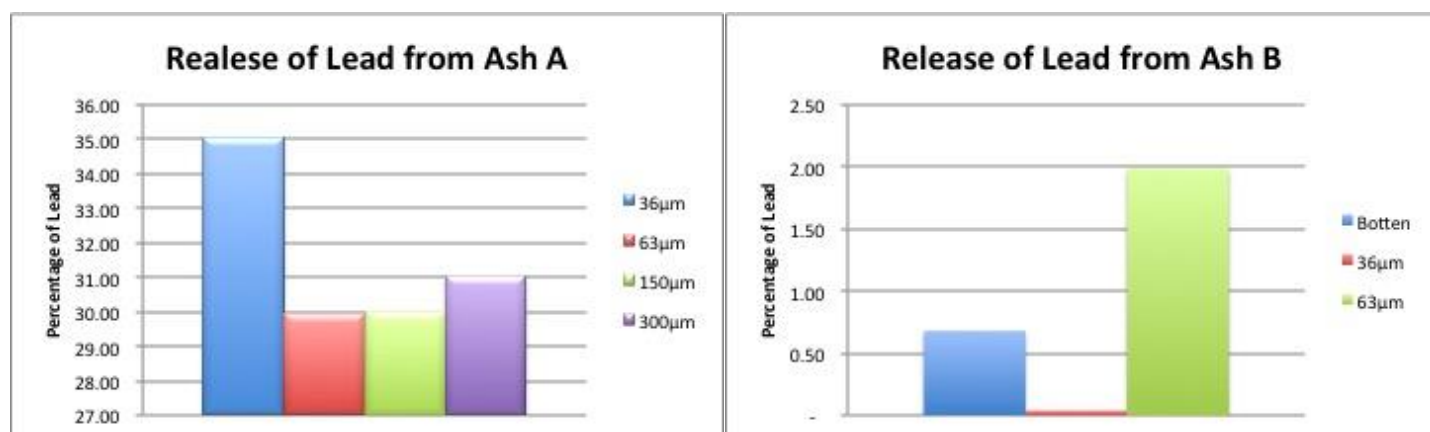 Realese of Lead from Ash A
Percentage of Lead
36.00
35.00
34.00
33.00
32.00
31.00
30.00
29.00
28.00
27.00
36µm
63µm
150µm
300µm
Release of Lead from Ash B
Percentage of Lead
2.50
2.00
1.50
1.00
0.50
-
Botten
36µm
63µm